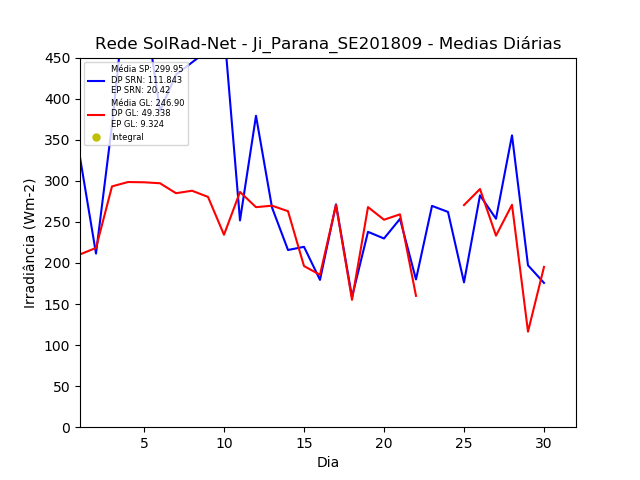 Rede SolRad-Net - Ji_Parana_SE201809 - Medias Diárias
Média SP: 299.95
DP SRN: 111.843
EP SRN: 20.42
Média GL: 246.90
DP GL: 49.338
EP GL: 9.324
Integral
Irradiância (Wm-2)
450
400
350
300
250
200
150
100
50
0
5 10 15 20 25 30
Dia